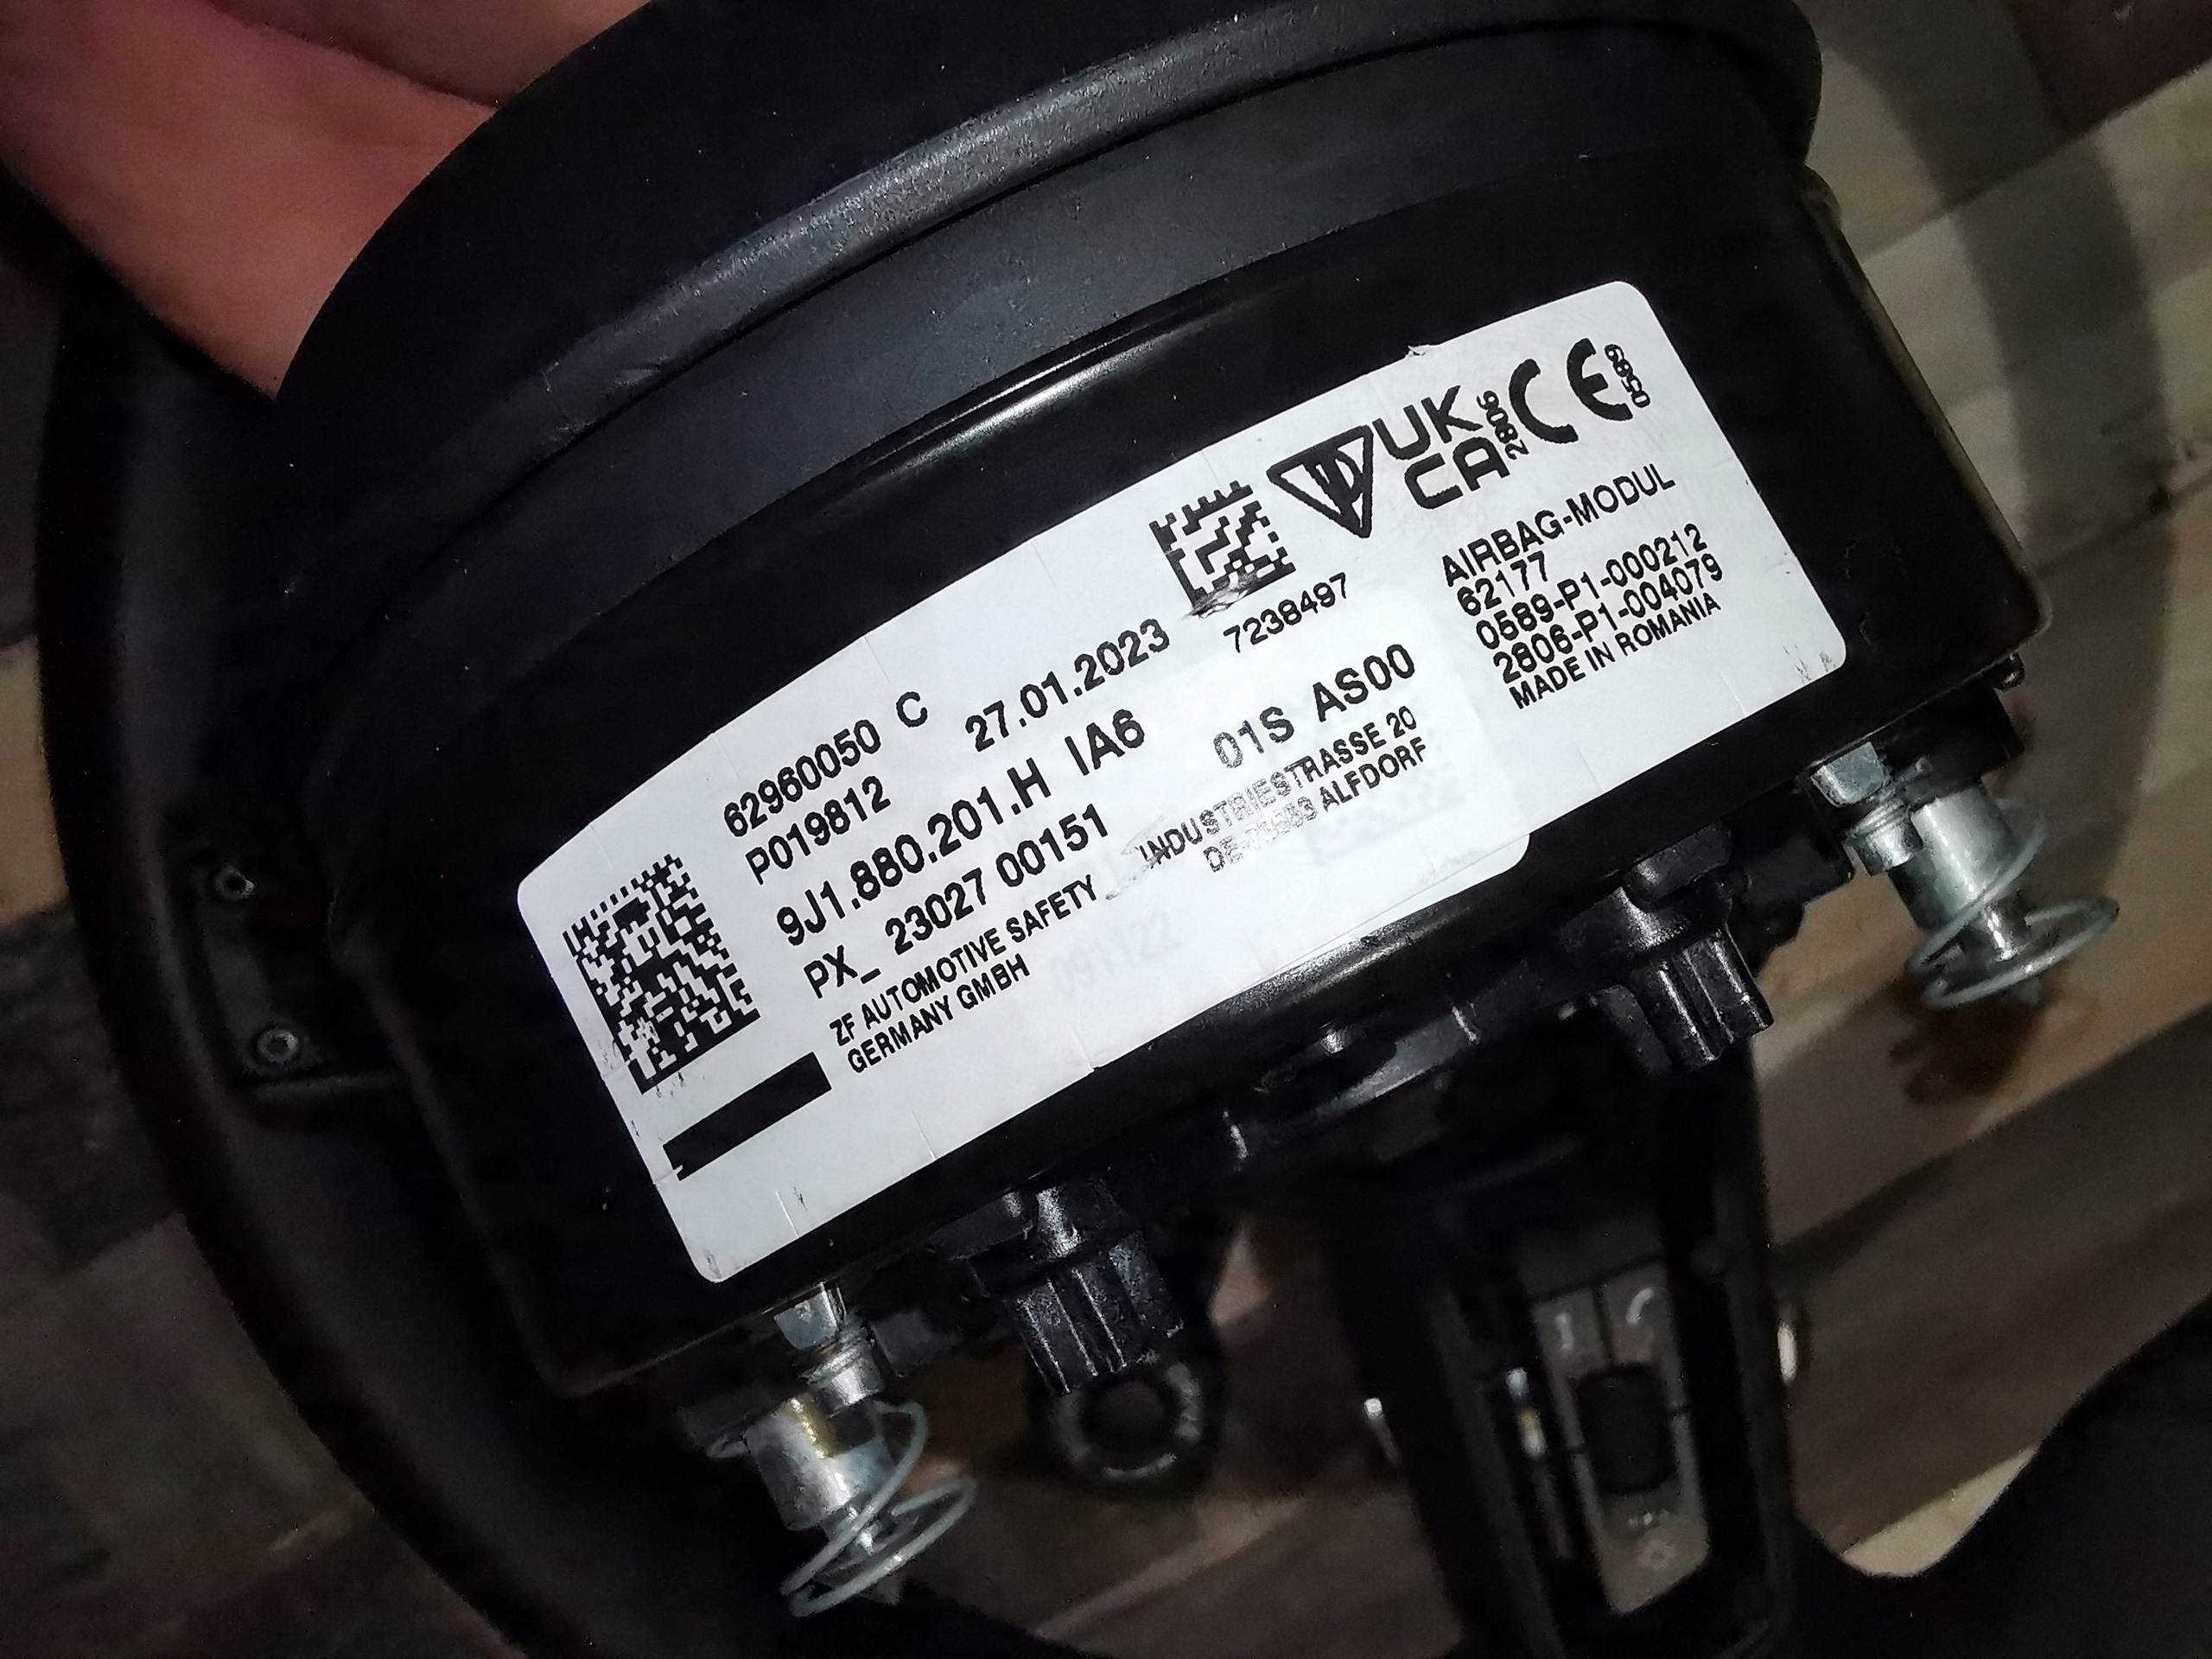 62960050 C
P019812 27.01.2023
9J1.880.201.H IA6
PX_ 23027 00151
ZF AUTOMOTIVE SAFETY
GERMANY GMBH
091122
7238497
01S AS00
INDUSTRIESTRASSE 20
ALFDORF
UK
CA
2806
CE
0589
AIRBAG-MODUL
62177
0589-P1-000212
2806-P1-004079
MADE IN ROMANIA